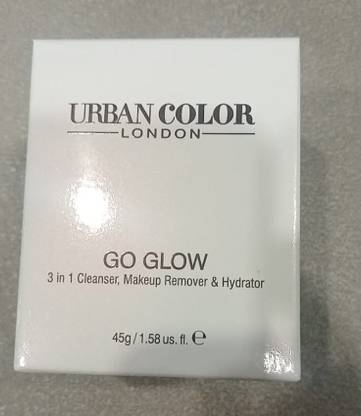 URBAN COLOR
LONDON
GO GLOW
3 in 1 Cleanser, Makeup Remover & Hydrator
45g/1.58 us. fl. ℮